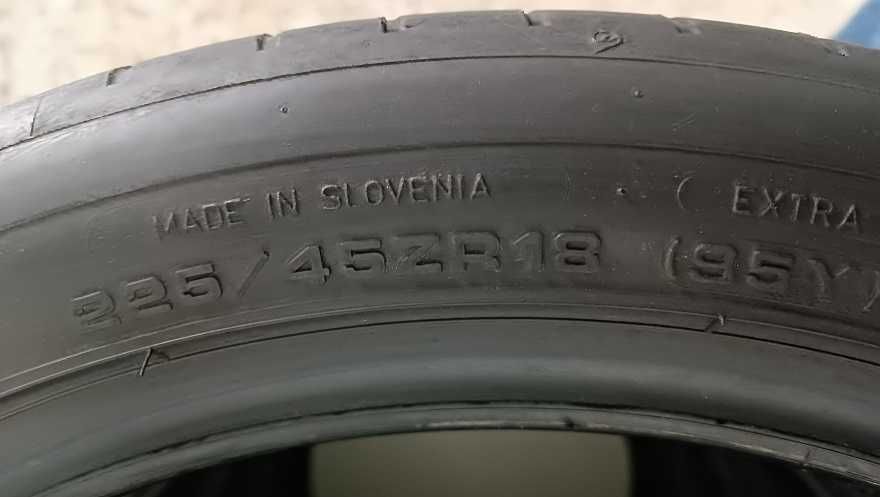 MADE IN SLOVENIA ( EXTRA
225/45ZR18 (95Y)